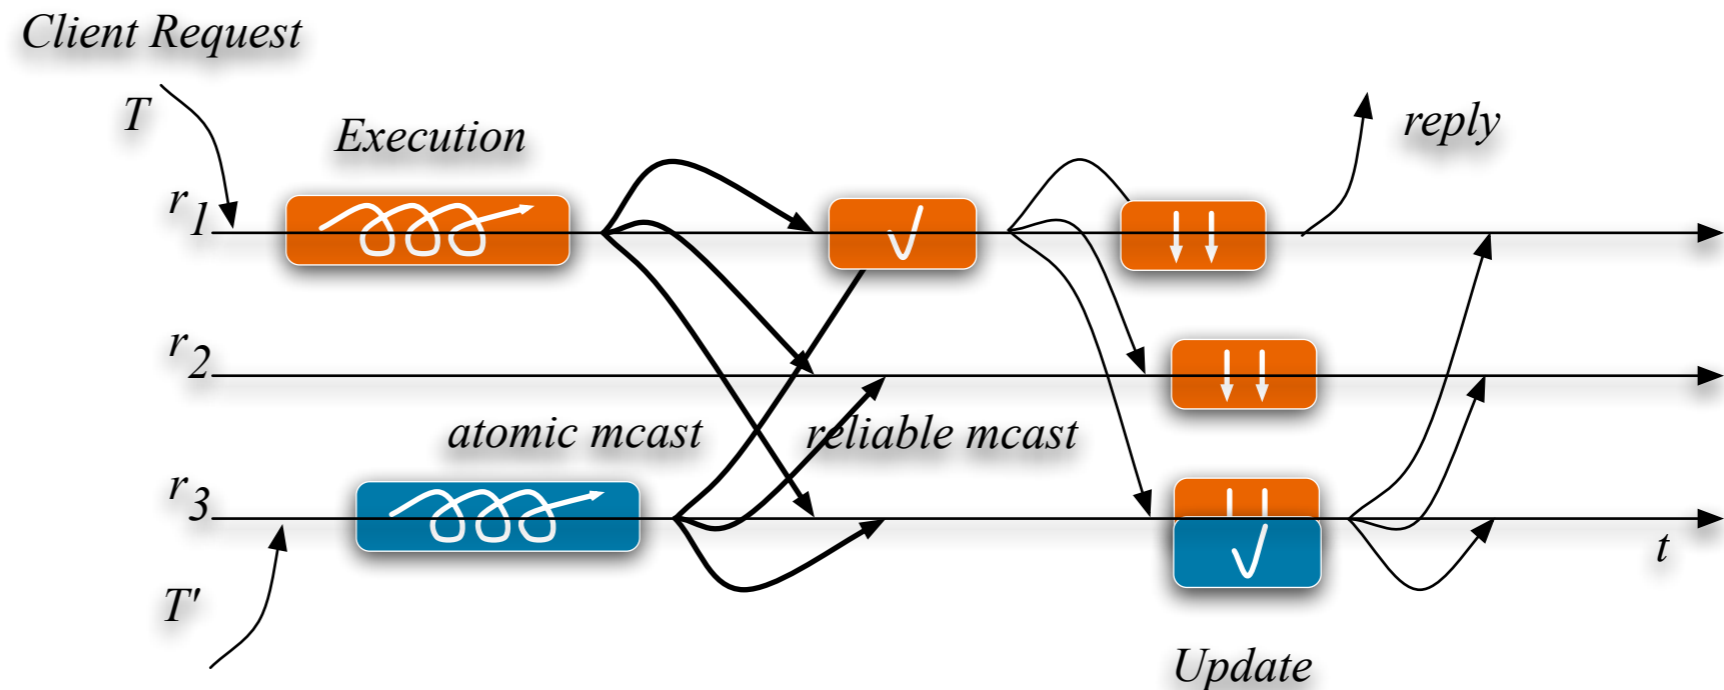 Client Request
T
Execution
reply
r1
r2
atomic mcast
reliable mcast
r3
t
T'
Update